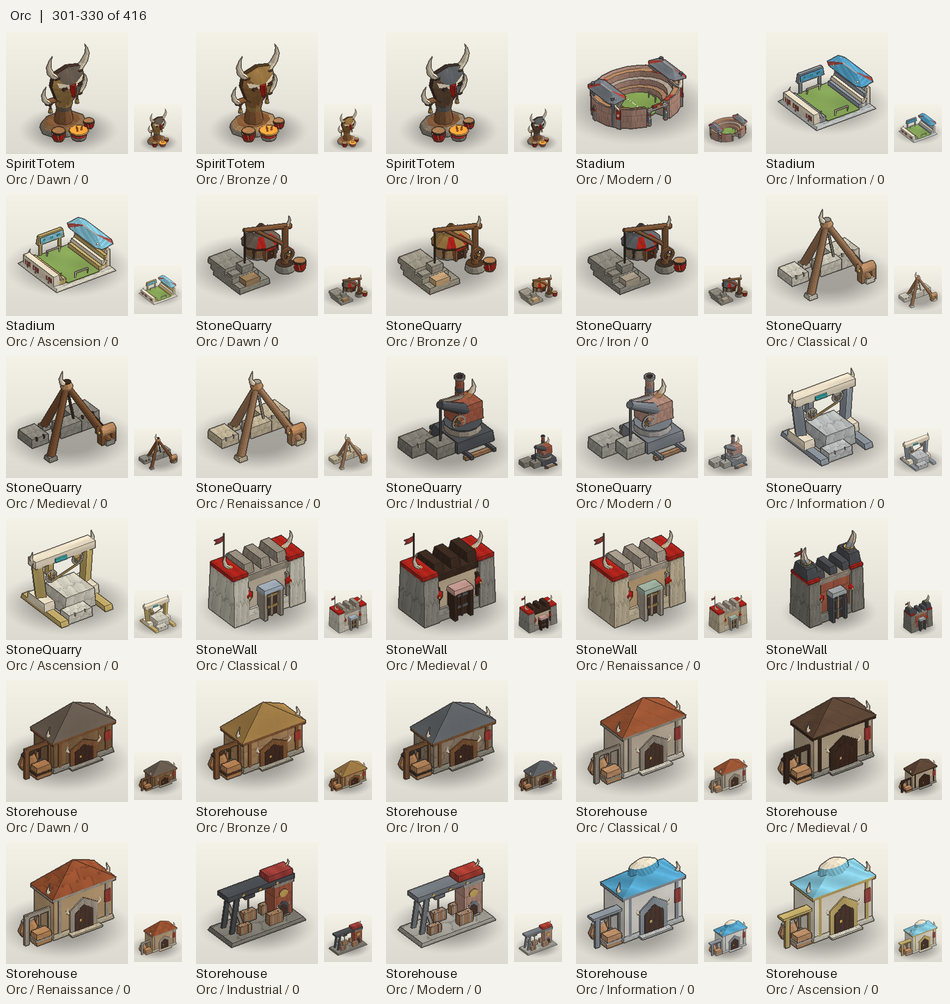 Orc | 301-330 of 416
SpiritTotem
Orc / Dawn / 0
SpiritTotem
Orc / Bronze / 0
SpiritTotem
Orc / Iron / 0
Stadium
Orc / Modern / 0
Stadium
Orc / Information / 0
Stadium
Orc / Ascension / 0
StoneQuarry
Orc / Dawn / 0
StoneQuarry
Orc / Bronze / 0
StoneQuarry
Orc / Iron / 0
StoneQuarry
Orc / Classical / 0
StoneQuarry
Orc / Medieval / 0
StoneQuarry
Orc / Renaissance / 0
StoneQuarry
Orc / Industrial / 0
StoneQuarry
Orc / Modern / 0
StoneQuarry
Orc / Information / 0
StoneQuarry
Orc / Ascension / 0
StoneWall
Orc / Classical / 0
StoneWall
Orc / Medieval / 0
StoneWall
Orc / Renaissance / 0
StoneWall
Orc / Industrial / 0
Storehouse
Orc / Dawn / 0
Storehouse
Orc / Bronze / 0
Storehouse
Orc / Iron / 0
Storehouse
Orc / Classical / 0
Storehouse
Orc / Medieval / 0
Storehouse
Orc / Renaissance / 0
Storehouse
Orc / Industrial / 0
Storehouse
Orc / Modern / 0
Storehouse
Orc / Information / 0
Storehouse
Orc / Ascension / 0